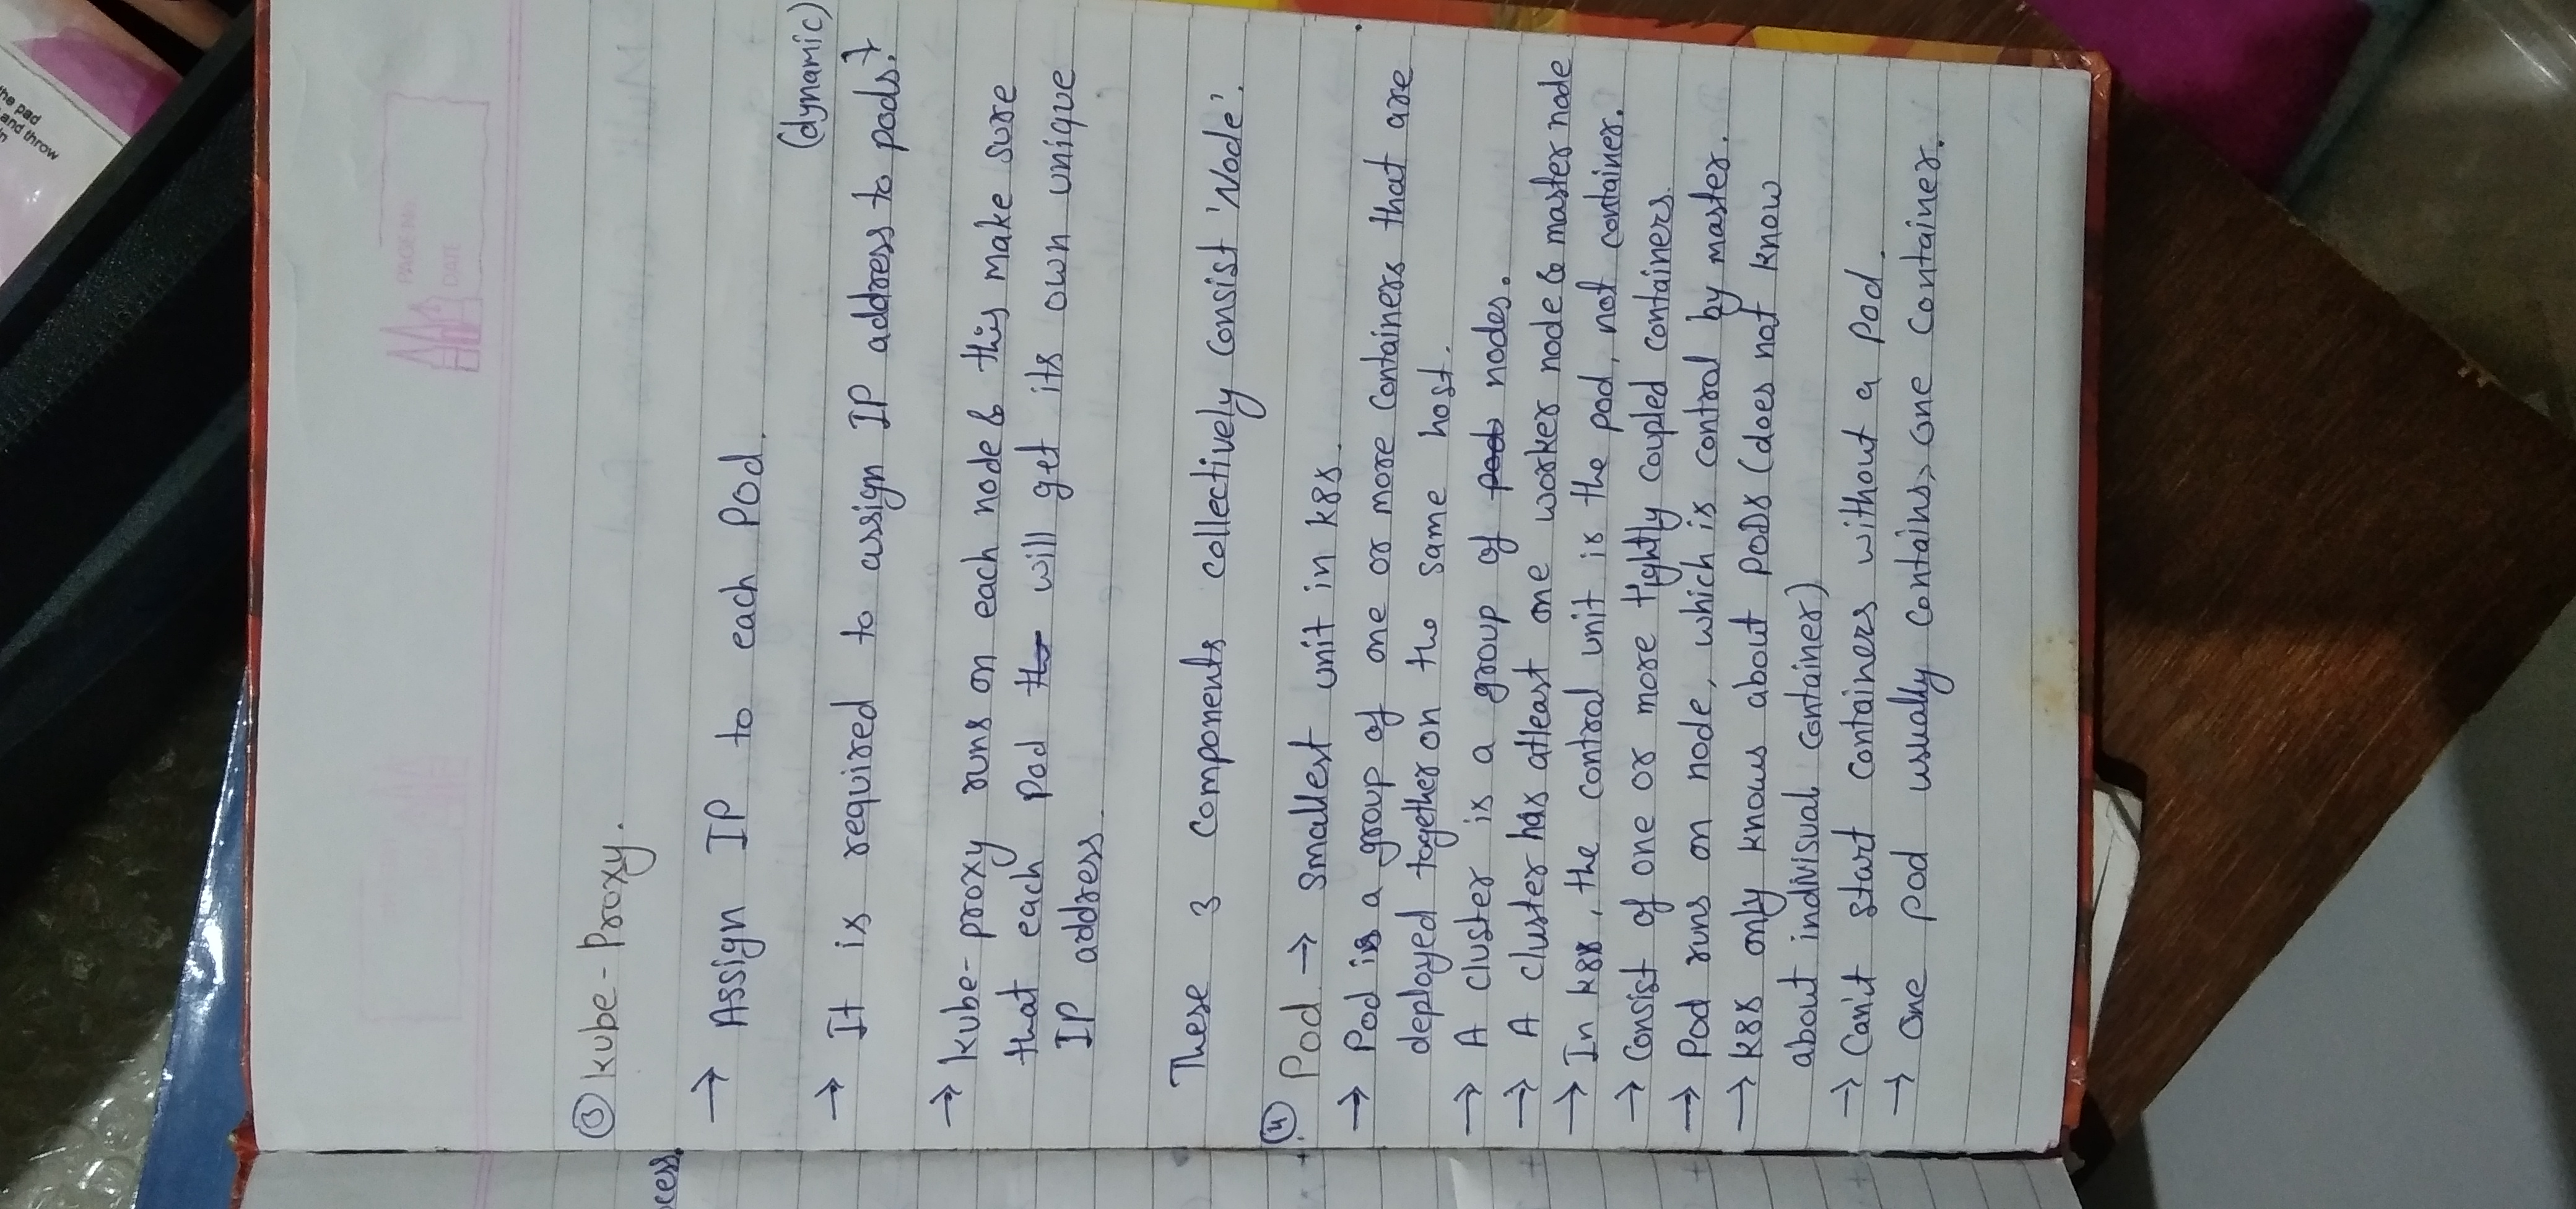 he pad
and throw
in
PAGE No.
DATE
cess.
③ Kube-Proxy.
→ Assign IP to each Pod.
(dynamic)
→ It is required to assign IP address to pods.↑
→ Kube-proxy runs on each node & this make sure
that each pod will get its own unique
IP address.
These 3 components collectively consist 'Node'.
④ Pod → smallest unit in k8s.
→ Pod is a group of one or more containers that are
deployed together on the same host.
→ A cluster is a group of pods nodes.
→ A cluster has atleast one worker node & master node
→ In k8s, the control unit is the pod, not container.
→ Consist of one or more tightly coupled containers.
→ Pod runs on node, which is control by master.
→ K8s only knows about PODs (does not know
about indivisual container)
→ Can't start containers without a pod.
→ One pod usually contains, one container.